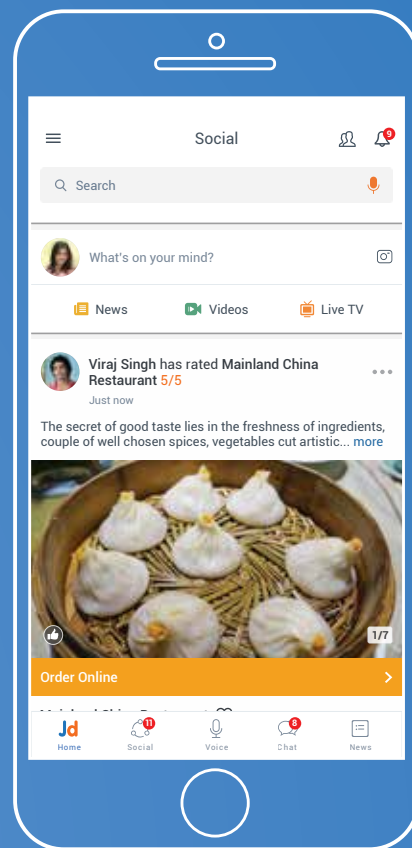 Social
9
Search
What's on your mind?
News
Videos
Live TV
Viraj Singh has rated Mainland China
Restaurant 5/5
Just now
The secret of good taste lies in the freshness of ingredients,
couple of well chosen spices, vegetables cut artistic... more
1/7
Order Online
Jd
11
8
Home
Social
Voice
Chat
News